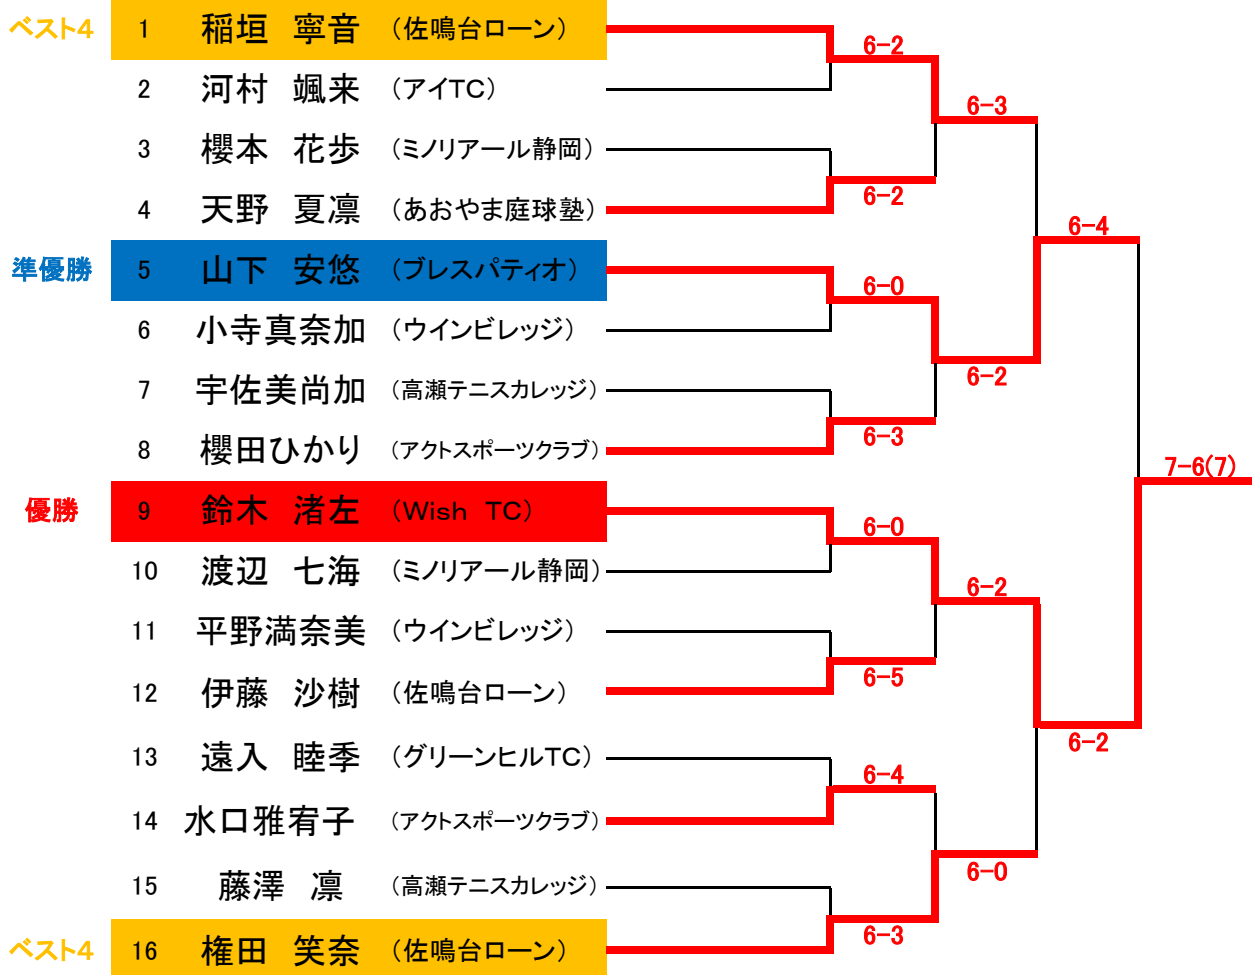 ベスト4 1 稲垣 寧音 (佐鳴台ローン)
6-2
2 河村 颯来 (アイTC)
6-3
3 櫻本 花歩 (ミノリアール静岡)
6-2
4 天野 夏凛 (あおやま庭球塾)
6-4
準優勝 5 山下 安悠 (ブレスパティオ)
6-0
6 小寺真奈加 (ウインビレッジ)
6-2
7 宇佐美尚加 (高瀬テニスカレッジ)
6-3
8 櫻田ひかり (アクトスポーツクラブ)
7-6(7)
優勝 9 鈴木 渚左 (Wish TC)
6-0
10 渡辺 七海 (ミノリアール静岡)
6-2
11 平野満奈美 (ウインビレッジ)
6-5
12 伊藤 沙樹 (佐鳴台ローン)
6-2
13 遠入 睦季 (グリーンヒルTC)
6-4
14 水口雅宥子 (アクトスポーツクラブ)
6-0
15 藤澤 凛 (高瀬テニスカレッジ)
6-3
ベスト4 16 権田 笑奈 (佐鳴台ローン)